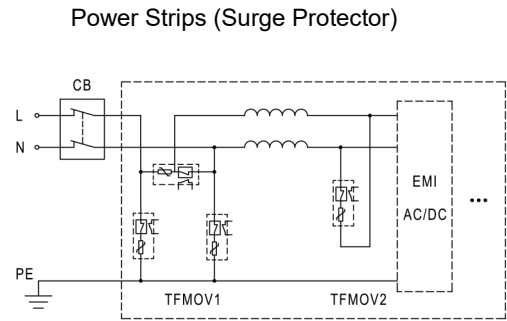 Power Strips (Surge Protector)
CB
L
N
EMI
AC/DC
...
PE
TFMOV1
TFMOV2